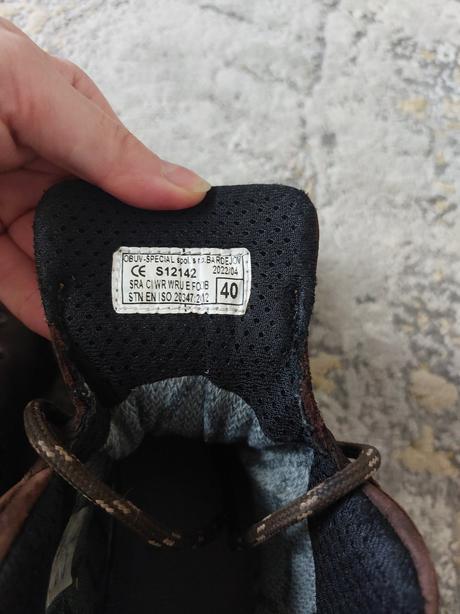 OBUV-SPECIAL spol. s r.o. BARDEJOV
CE S12142 2022/04
SRA CI WR WRU E FO JB
STN EN ISO 20347:2012
40